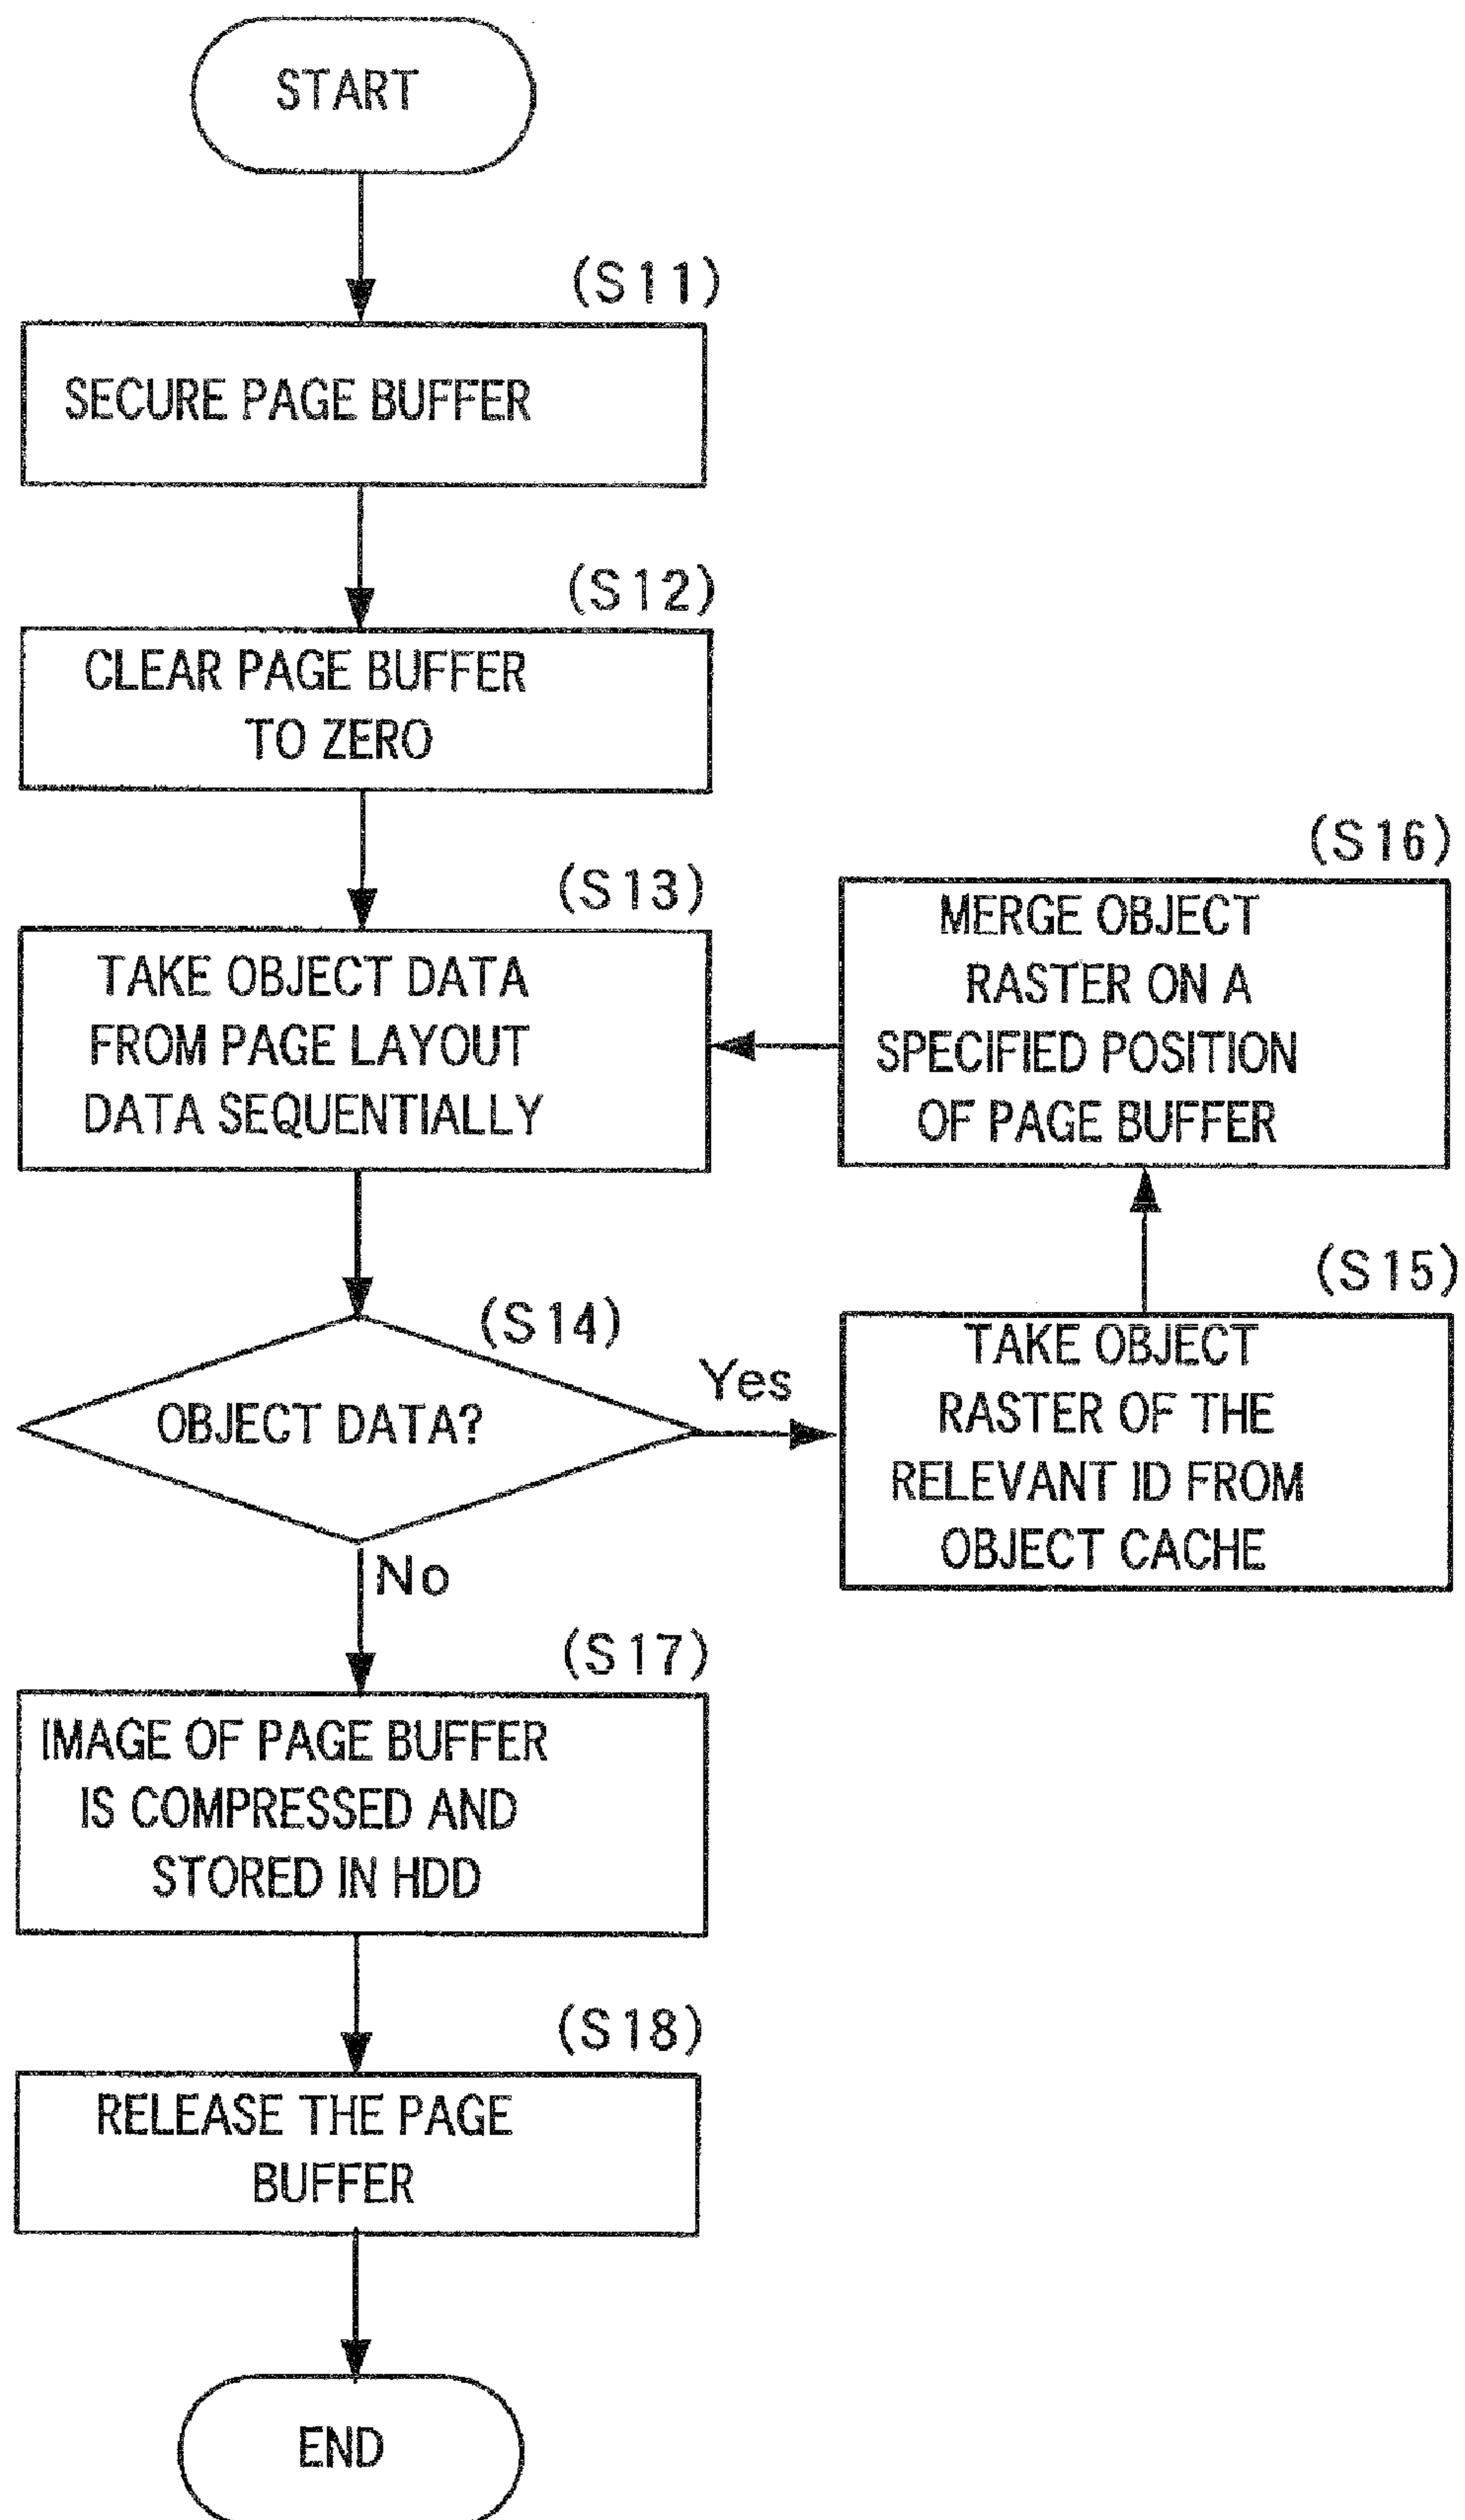 START
(S11)
SECURE PAGE BUFFER
(S12)
CLEAR PAGE BUFFER
TO ZERO
(S13)
TAKE OBJECT DATA
FROM PAGE LAYOUT
DATA SEQUENTIALLY
(S16)
MERGE OBJECT
RASTER ON A
SPECIFIED POSITION
OF PAGE BUFFER
(S14)
OBJECT DATA?
Yes
(S15)
TAKE OBJECT
RASTER OF THE
RELEVANT ID FROM
OBJECT CACHE
No
(S17)
IMAGE OF PAGE BUFFER
IS COMPRESSED AND
STORED IN HDD
(S18)
RELEASE THE PAGE
BUFFER
END